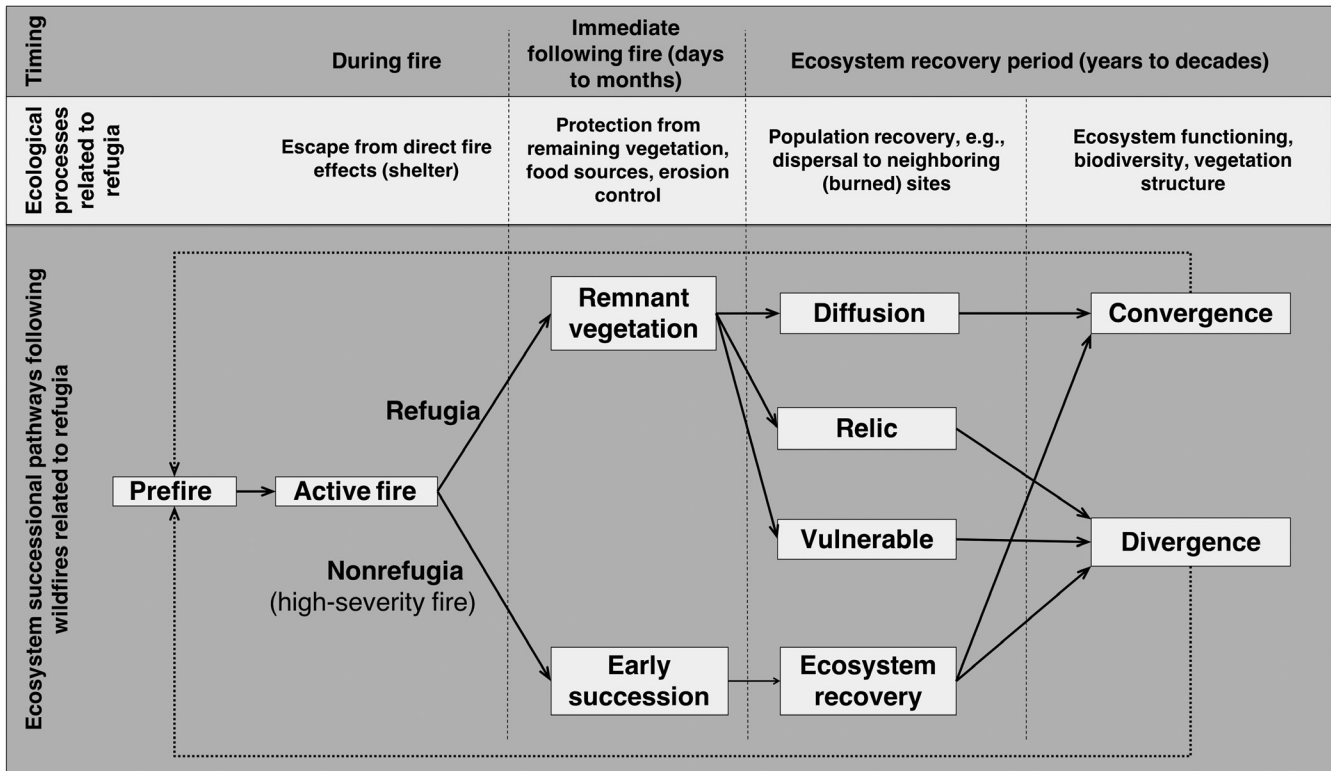 Timing
During fire
Immediate
following fire (days
to months)
Ecosystem recovery period (years to decades)
Ecological
processes
related to
refugia
Escape from direct fire
effects (shelter)
Protection from
remaining vegetation,
food sources, erosion
control
Population recovery, e.g.,
dispersal to neighboring
(burned) sites
Ecosystem functioning,
biodiversity, vegetation
structure
Ecosystem successional pathways following
wildfires related to refugia
Prefire
Active fire
Refugia
Nonrefugia
(high-severity fire)
Remnant
vegetation
Early
succession
Diffusion
Relic
Vulnerable
Ecosystem
recovery
Convergence
Divergence